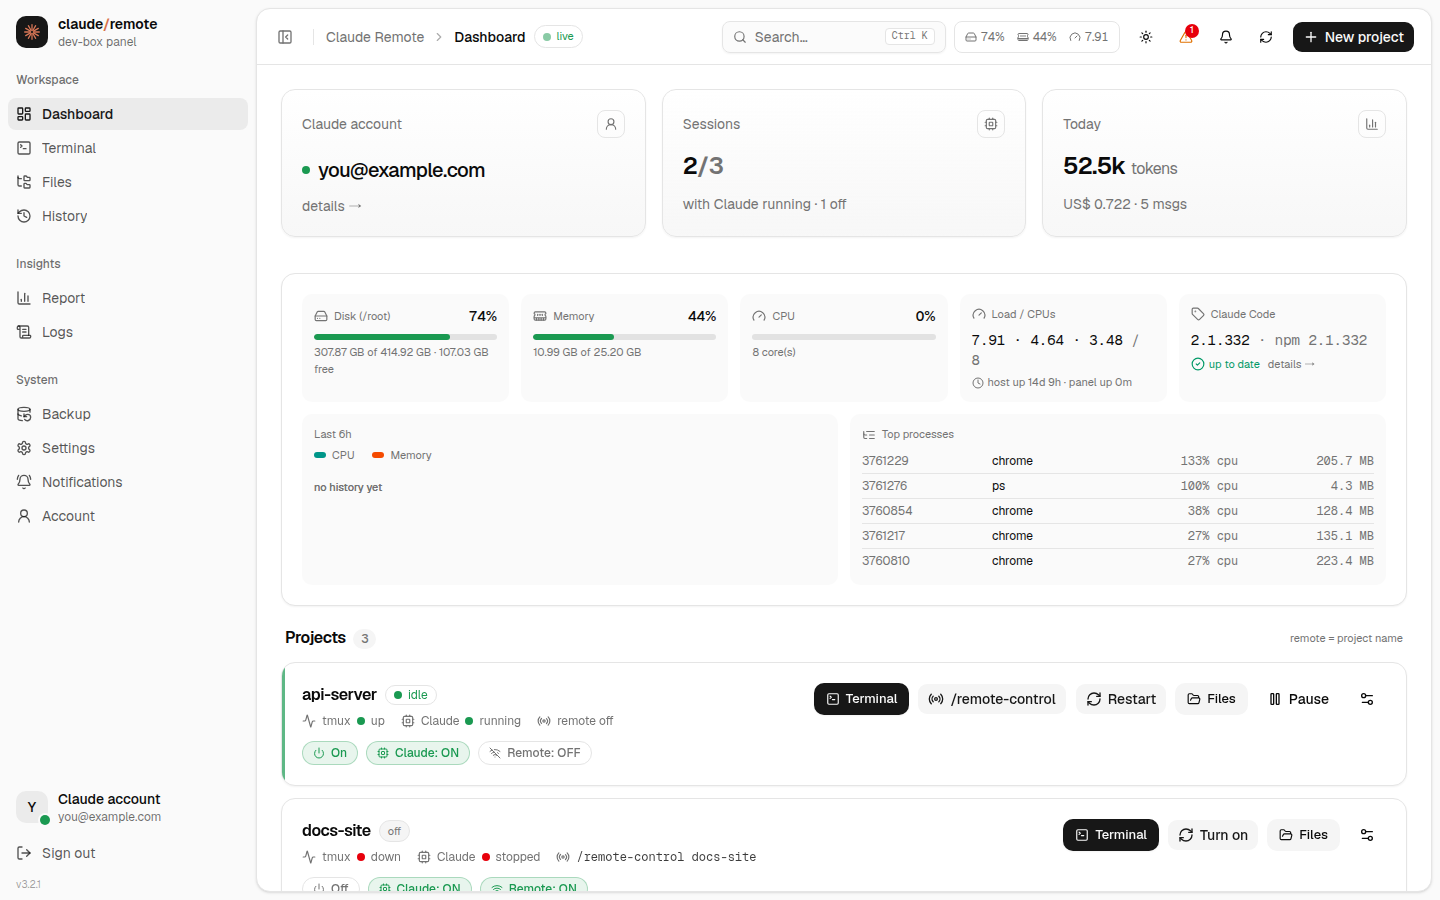 claude/remote
dev-box panel
Workspace
Dashboard
Terminal
Files
History
Insights
Report
Logs
System
Backup
Settings
Notifications
Account
Y
Claude account
you@example.com
Sign out
v3.2.1
Claude Remote > Dashboard live
Search… Ctrl K
74% 44% 7.91
1
+ New project
Claude account
you@example.com
details →
Sessions
2/3
with Claude running · 1 off
Today
52.5k tokens
US$ 0.722 · 5 msgs
Disk (/root) 74%
307.87 GB of 414.92 GB · 107.03 GB
free
Memory 44%
10.99 GB of 25.20 GB
CPU 0%
8 core(s)
Load / CPUs
7.91 · 4.64 · 3.48 /
8
host up 14d 9h · panel up 0m
Claude Code
2.1.332 · npm 2.1.332
up to date details →
Last 6h
CPU Memory
no history yet
Top processes
3761229 chrome 133% cpu 205.7 MB
3761276 ps 100% cpu 4.3 MB
3760854 chrome 38% cpu 128.4 MB
3761217 chrome 27% cpu 135.1 MB
3760810 chrome 27% cpu 223.4 MB
Projects 3
remote = project name
api-server idle
Terminal /remote-control Restart Files Pause
tmux up Claude running remote off
On Claude: ON Remote: OFF
docs-site off
Terminal Turn on Files
tmux down Claude stopped /remote-control docs-site
Off Claude: ON Remote: ON